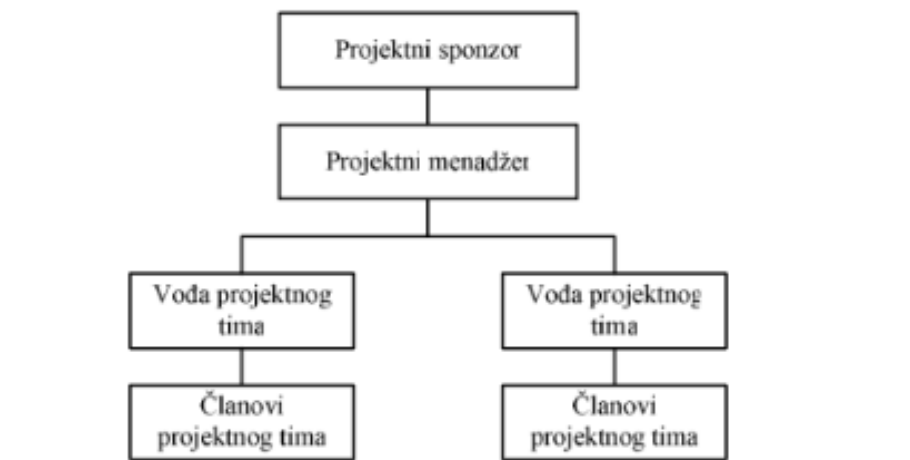 Projektni sponzor
Projektni menadžer
Vođa projektnog
tima
Vođa projektnog
tima
Članovi
projektnog tima
Članovi
projektnog tima